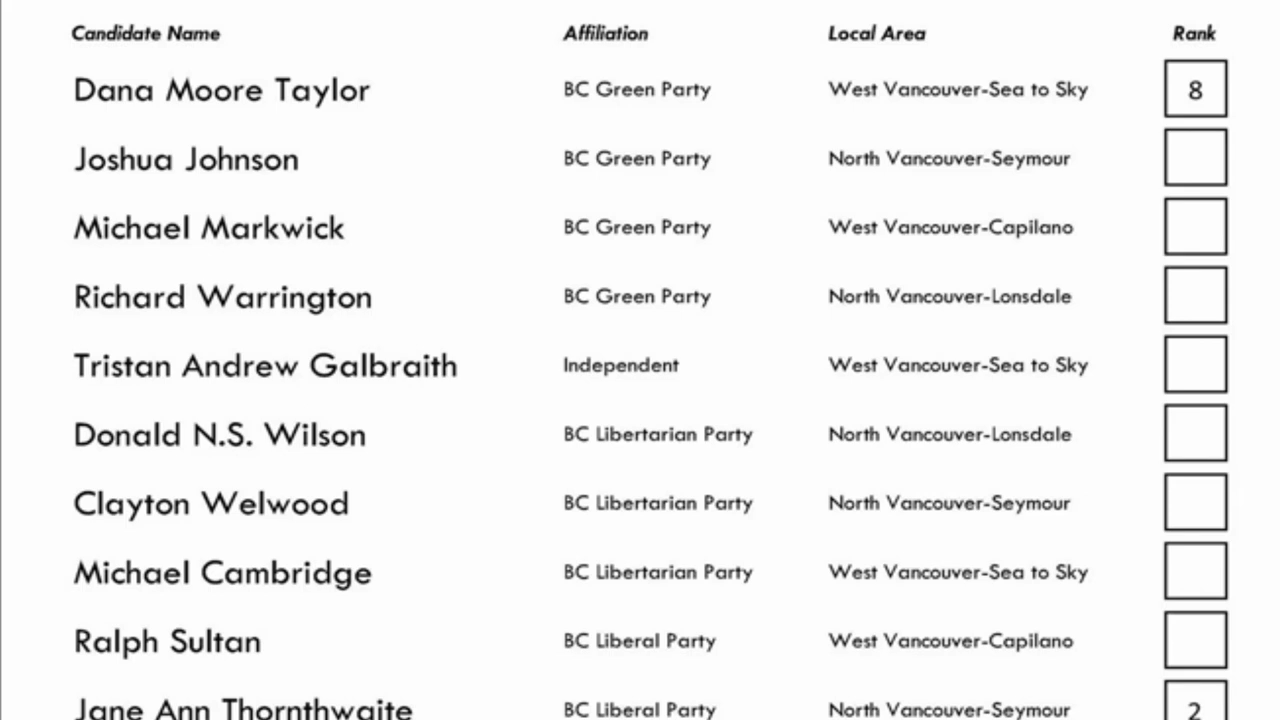 Candidate Name Affiliation Local Area Rank
Dana Moore Taylor BC Green Party West Vancouver-Sea to Sky 8
Joshua Johnson BC Green Party North Vancouver-Seymour
Michael Markwick BC Green Party West Vancouver-Capilano
Richard Warrington BC Green Party North Vancouver-Lonsdale
Tristan Andrew Galbraith Independent West Vancouver-Sea to Sky
Donald N.S. Wilson BC Libertarian Party North Vancouver-Lonsdale
Clayton Welwood BC Libertarian Party North Vancouver-Seymour
Michael Cambridge BC Libertarian Party West Vancouver-Sea to Sky
Ralph Sultan BC Liberal Party West Vancouver-Capilano
Jane Ann Thornthwaite BC Liberal Party North Vancouver-Seymour 2